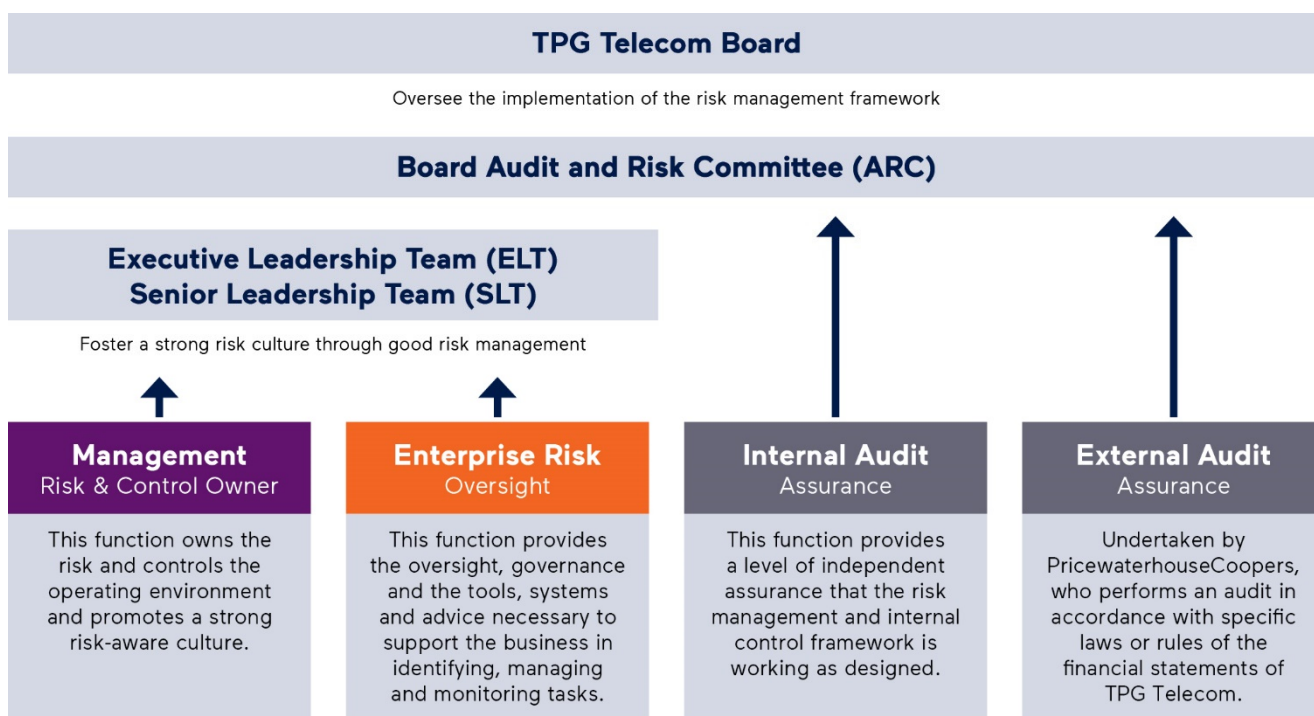 TPG Telecom Board
Oversee the implementation of the risk management framework
Board Audit and Risk Committee (ARC)
Executive Leadership Team (ELT)
Senior Leadership Team (SLT)
Foster a strong risk culture through good risk management
Management
Risk & Control Owner
This function owns the
risk and controls the
operating environment
and promotes a strong
risk-aware culture.
Enterprise Risk
Oversight
This function provides
the oversight, governance
and the tools, systems
and advice necessary to
support the business in
identifying, managing
and monitoring tasks.
Internal Audit
Assurance
This function provides
a level of independent
assurance that the risk
management and internal
control framework is
working as designed.
External Audit
Assurance
Undertaken by
PricewaterhouseCoopers,
who performs an audit in
accordance with specific
laws or rules of the
financial statements of
TPG Telecom.